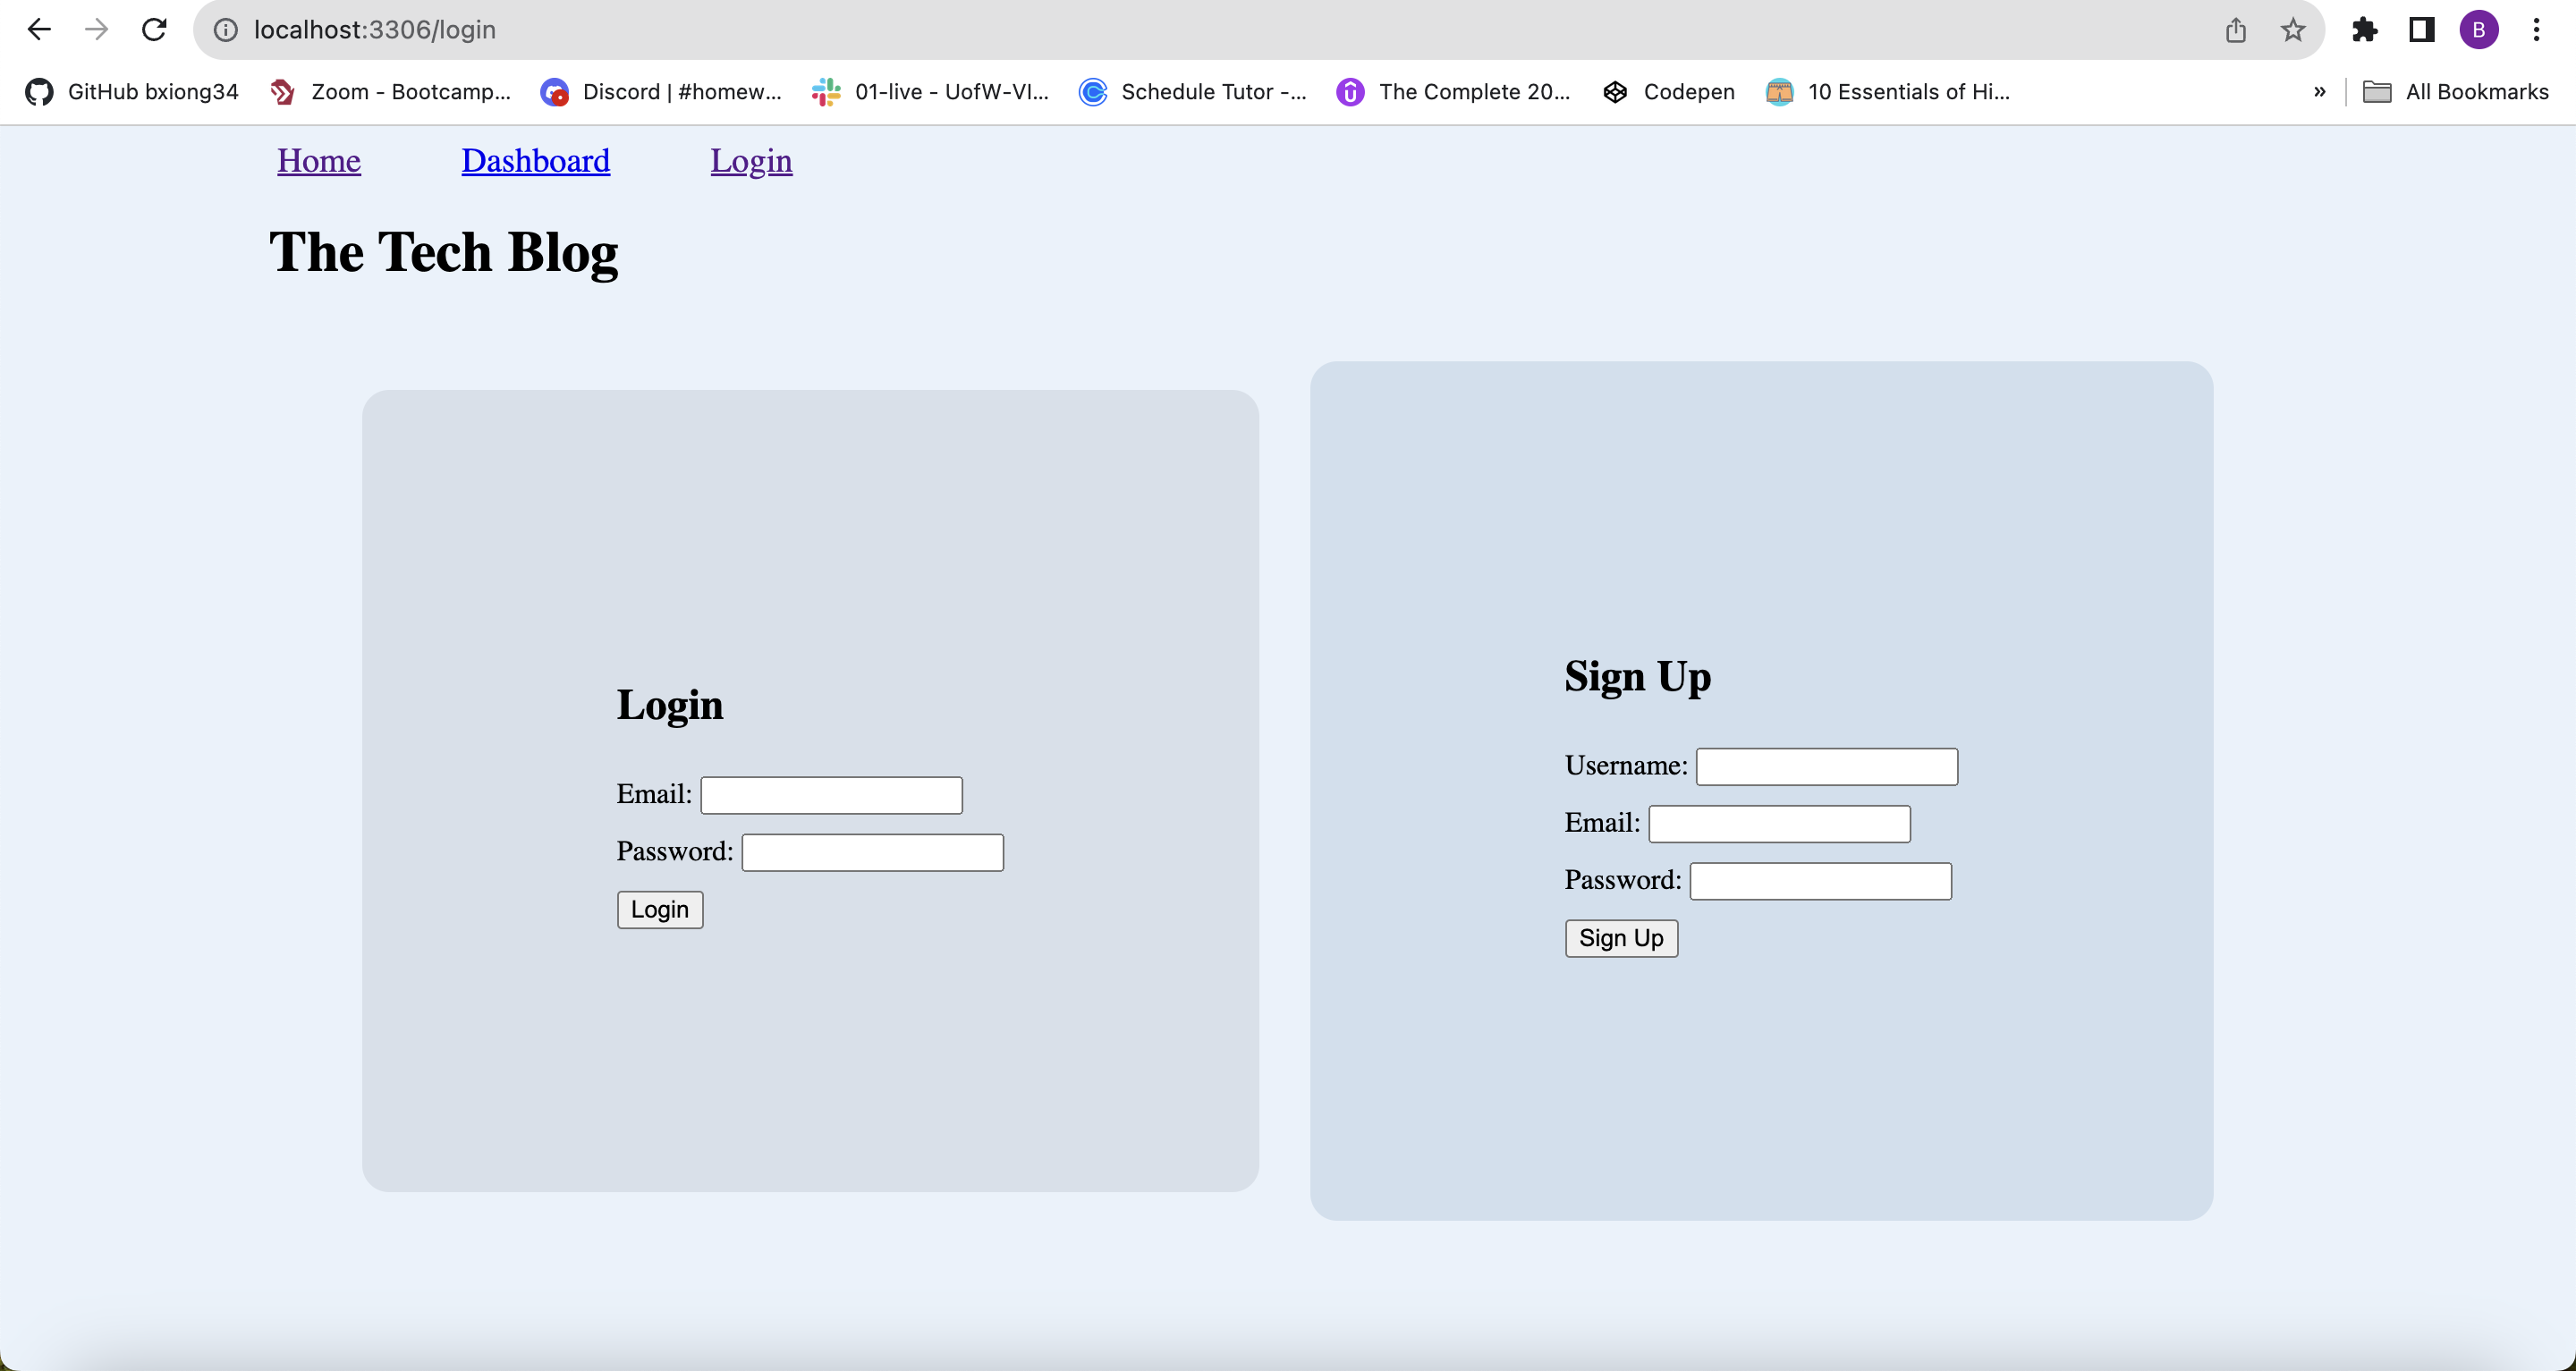 localhost:3306/login
B
GitHub bxiong34 Zoom - Bootcamp... Discord | #homew... 01-live - UofW-VI... Schedule Tutor -... The Complete 20... Codepen 10 Essentials of Hi... » All Bookmarks
Home Dashboard Login
The Tech Blog
Login
Email:
Password:
Login
Sign Up
Username:
Email:
Password:
Sign Up